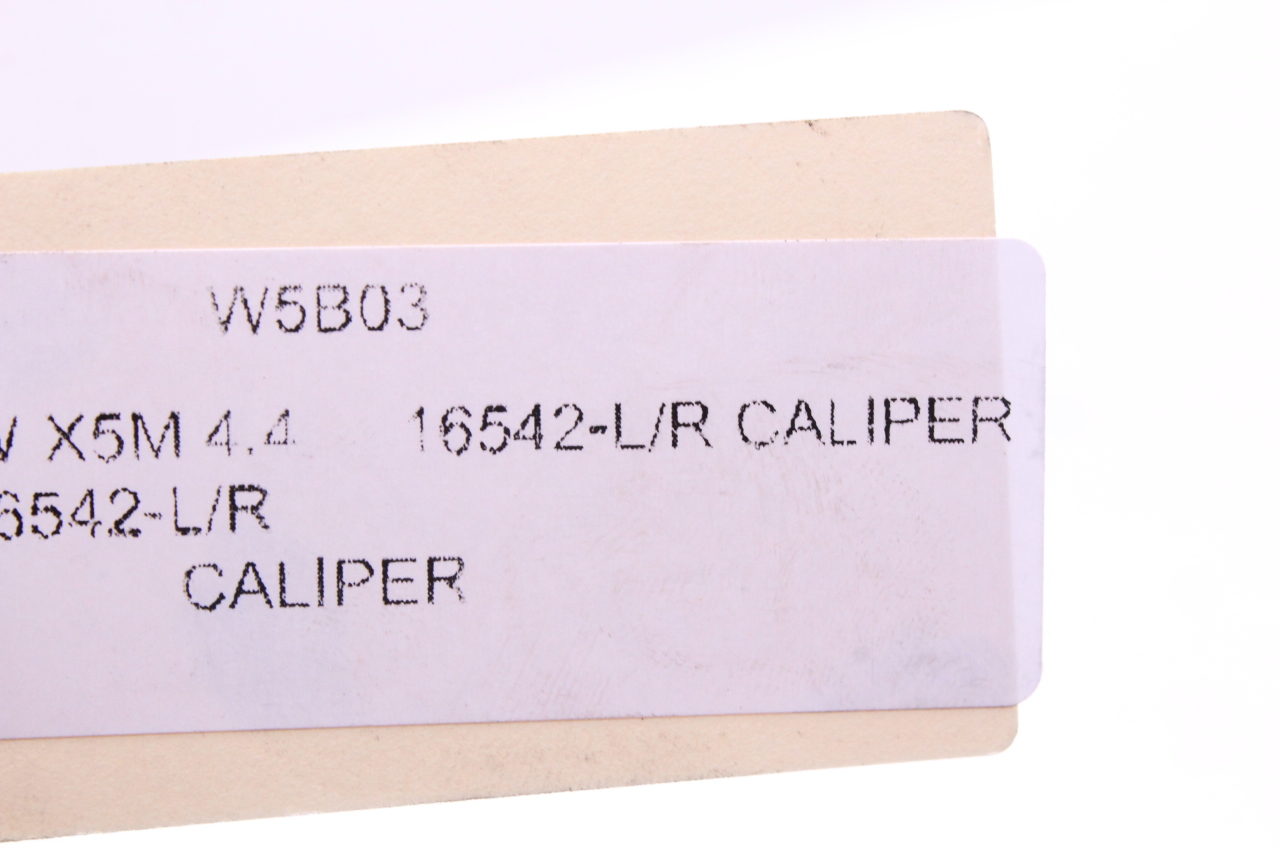 W5B03
X5M 4.4 16542-L/R CALIPER
6542-L/R
CALIPER